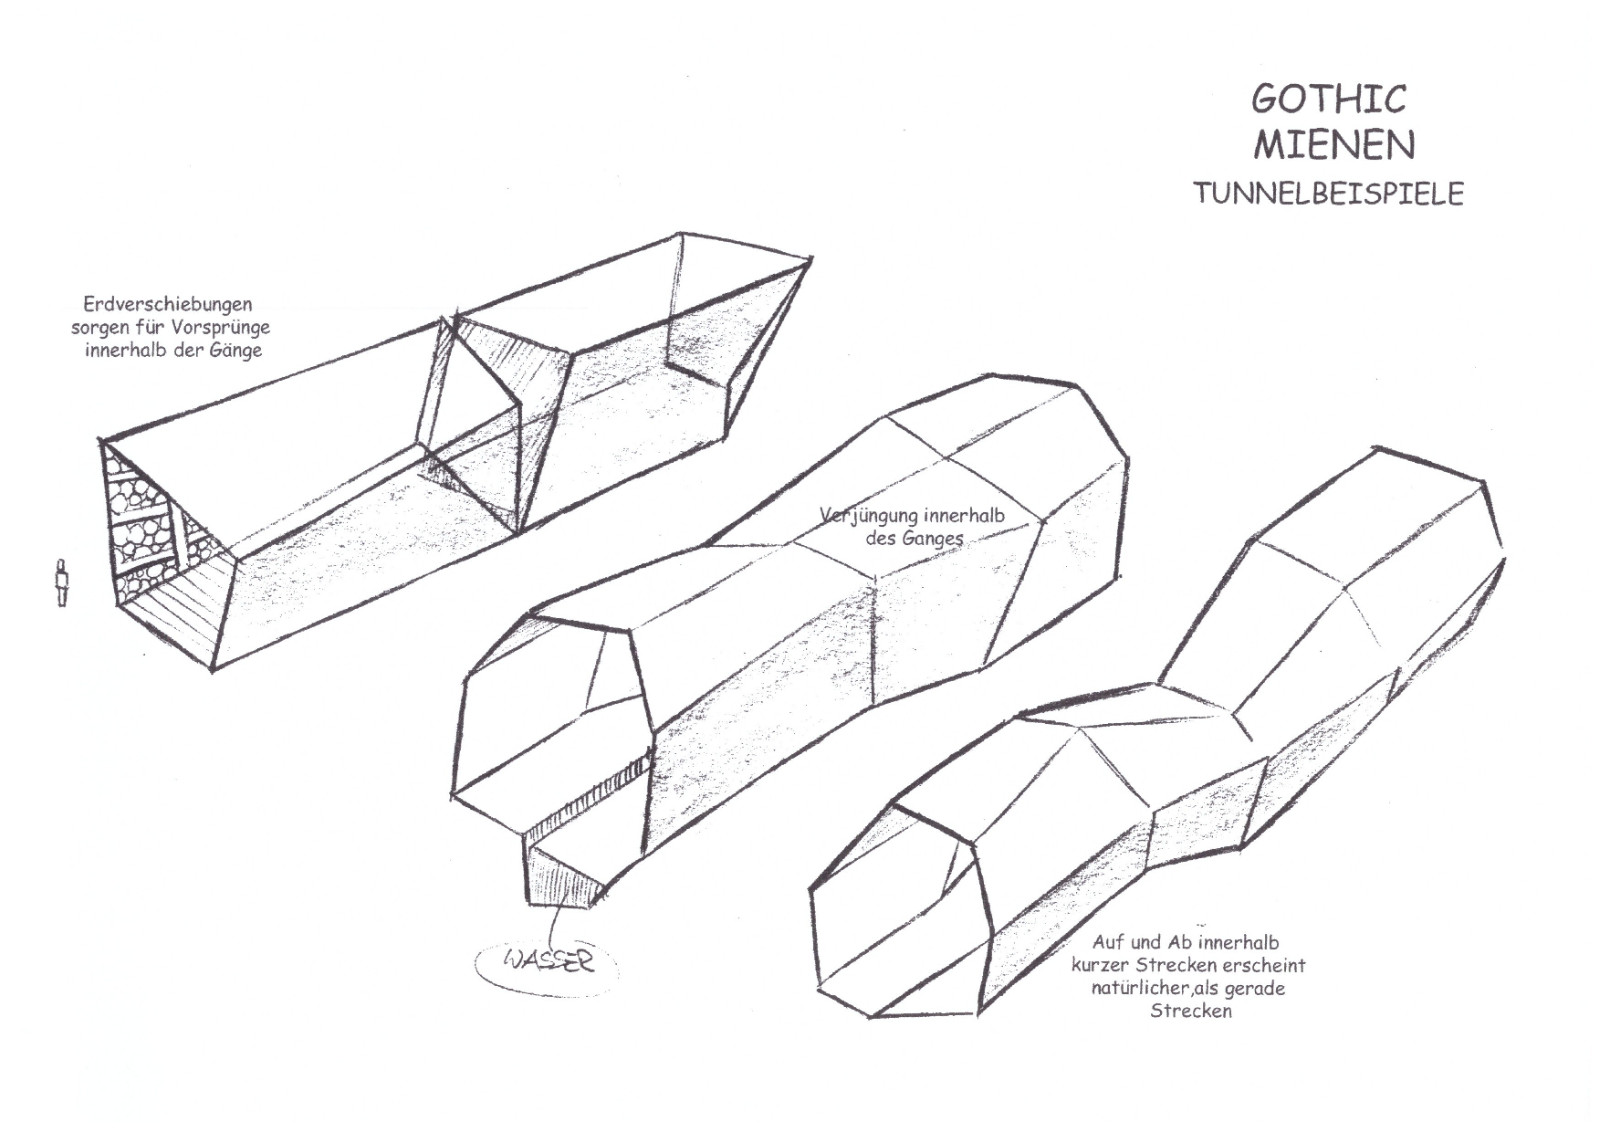 GOTHIC
MIENEN
TUNNELBEISPIELE
Erdverschiebungen
sorgen für Vorsprünge
innerhalb der Gänge
Verjüngung innerhalb
des Ganges
WASSER
Auf und Ab innerhalb
kurzer Strecken erscheint
natürlicher,als gerade
Strecken